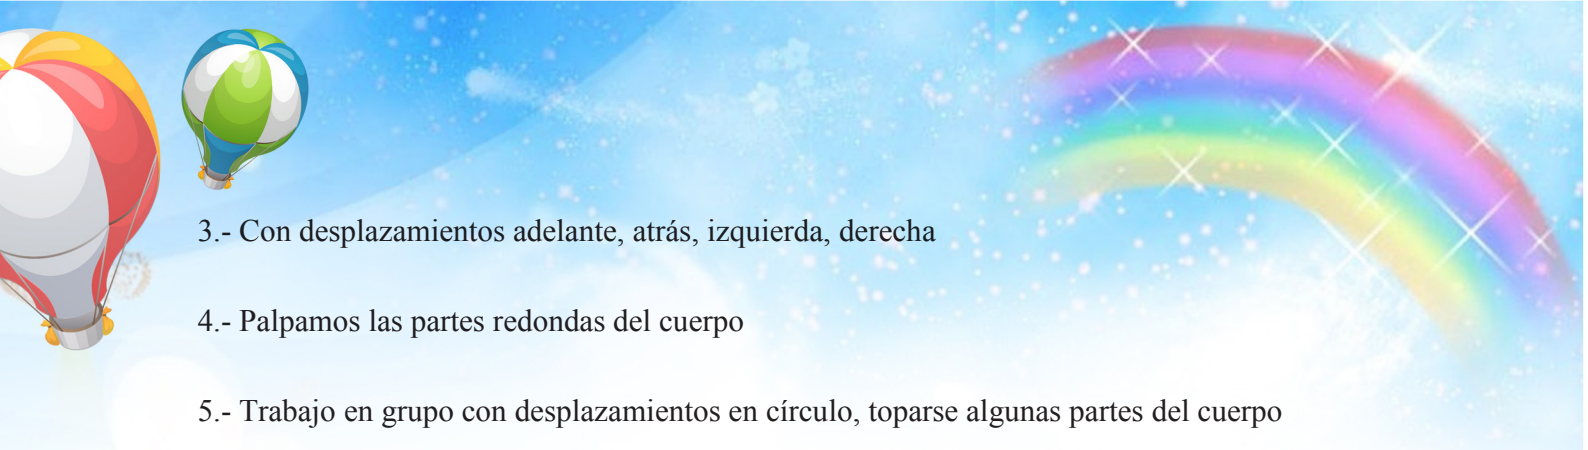 3.- Con desplazamientos adelante, atrás, izquierda, derecha
4.- Palpamos las partes redondas del cuerpo
5.- Trabajo en grupo con desplazamientos en círculo, toparse algunas partes del cuerpo